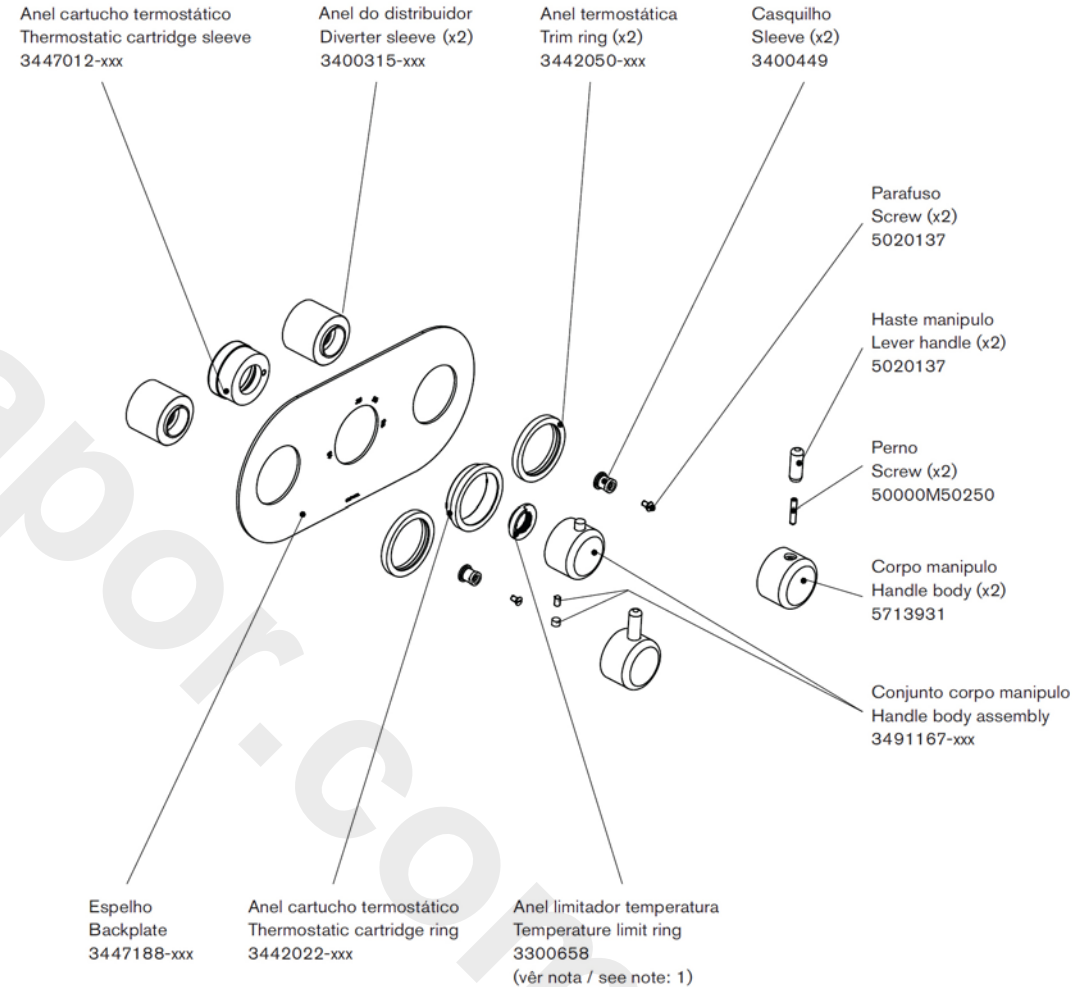 Anel cartucho termostático
Thermostatic cartridge sleeve
3447012-xxx
Anel do distribuidor
Diverter sleeve (x2)
3400315-xxx
Anel termostática
Trim ring (x2)
3442050-xxx
Casquilho
Sleeve (x2)
3400449
Parafuso
Screw (x2)
5020137
Haste manipulo
Lever handle (x2)
5020137
Perno
Screw (x2)
50000M50250
Corpo manipulo
Handle body (x2)
5713931
Conjunto corpo manipulo
Handle body assembly
3491167-xxx
Espelho
Backplate
3447188-xxx
Anel cartucho termostático
Thermostatic cartridge ring
3442022-xxx
Anel limitador temperatura
Temperature limit ring
3300658
(vêr nota / see note: 1)
apor.com